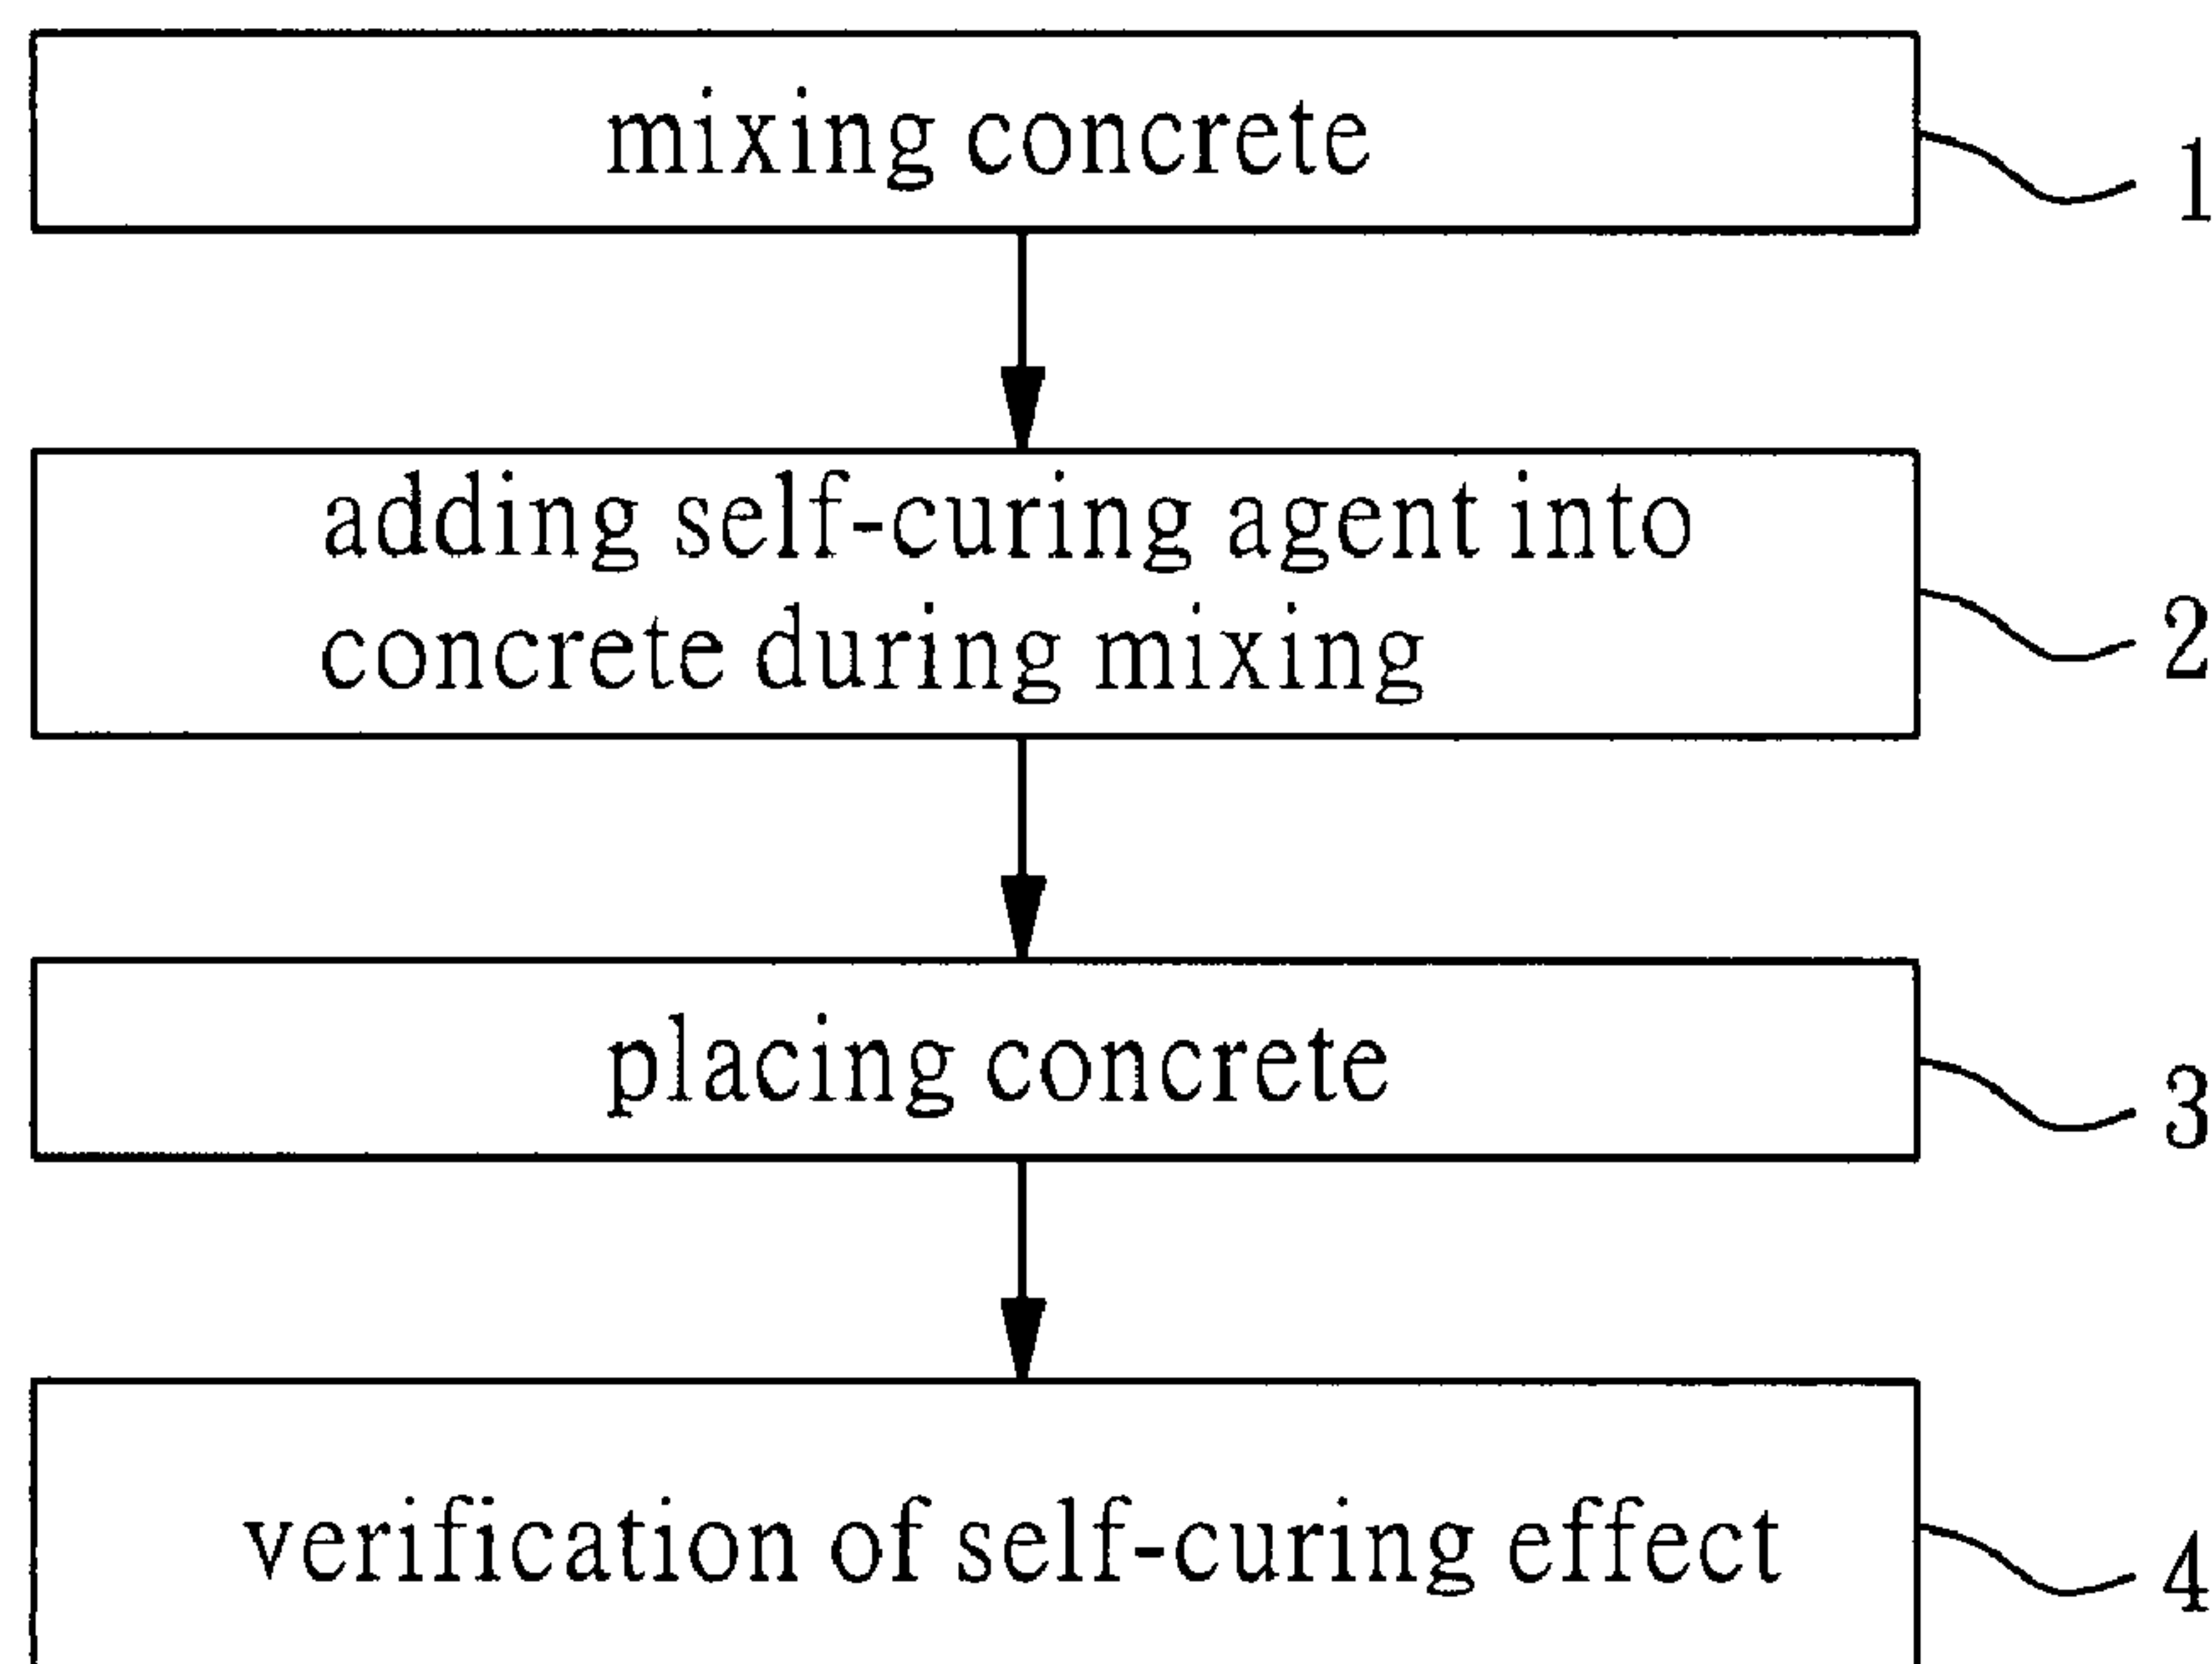 mixing concrete
1
adding self-curing agent into
concrete during mixing
2
placing concrete
3
verification of self-curing effect
4